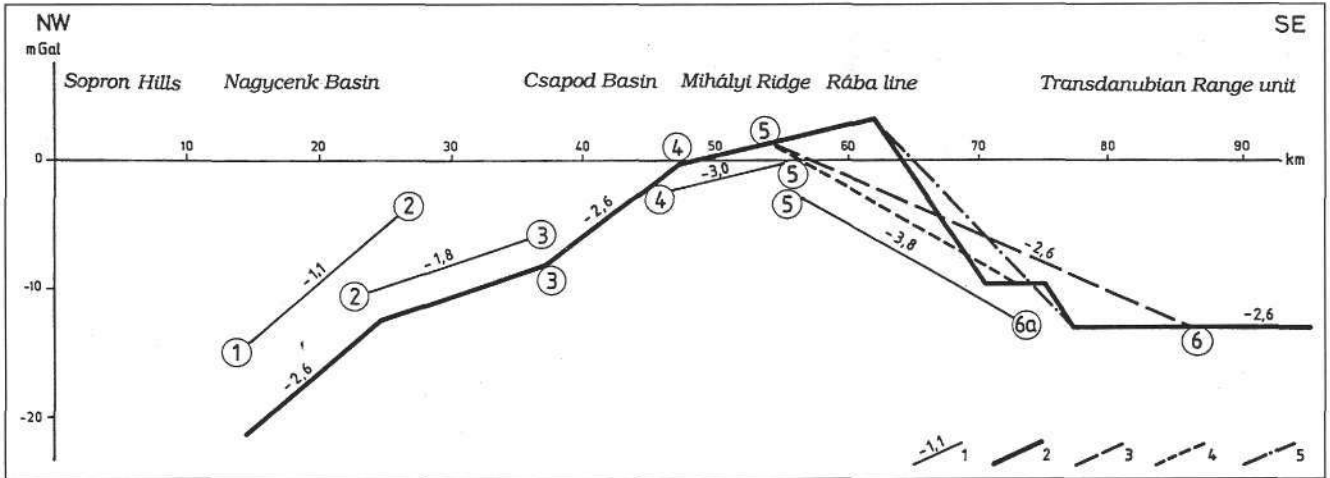 NW SE
mGal
Sopron Hills Nagycenk Basin Csapod Basin Mihályi Ridge Rába line Transdanubian Range unit
10 20 30 40 50 60 70 80 90
0 km
-10
-20
1 -1,1 2
2 -1,8 3
-2,6
3 -2,6 4
4 -3,0 5
5
5 -3,8 6a
-2,6
6 -2,6
-1,1 1 2 3 4 5